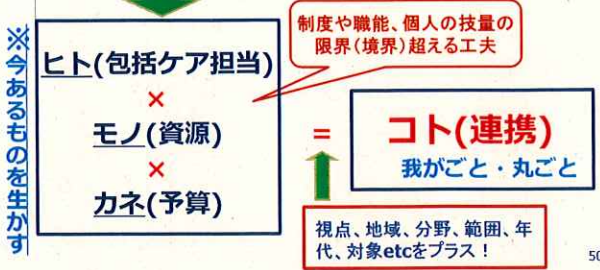 制度や職能、個人の技量の
限界(境界)超える工夫
※今あるものを生かす
ヒト(包括ケア担当)
×
モノ(資源)
×
カネ(予算)
=
コト(連携)
我がごと・丸ごと
視点、地域、分野、範囲、年
代、対象etcをプラス!
50